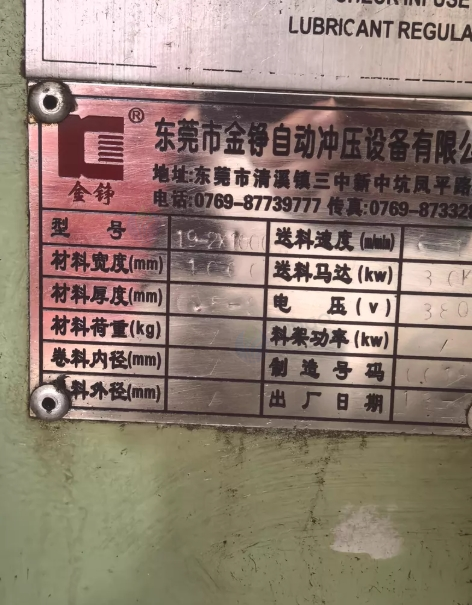 LUBRICANT REGULA
®
东莞市金铮自动冲压设备有限公
地址:东莞市清溪镇三中新中坑凤平路
金铮
电话:0769-87739777 传真:0769-873328
型 号 送料速度 (m/min)
材料宽度(mm) 送料马达(kw)
材料厚度(mm) 电 压(v) 380
材料荷重(kg) / 料架功率(kw) /
卷料内径(mm) / 制造号码
料外径(mm) / 出厂日期